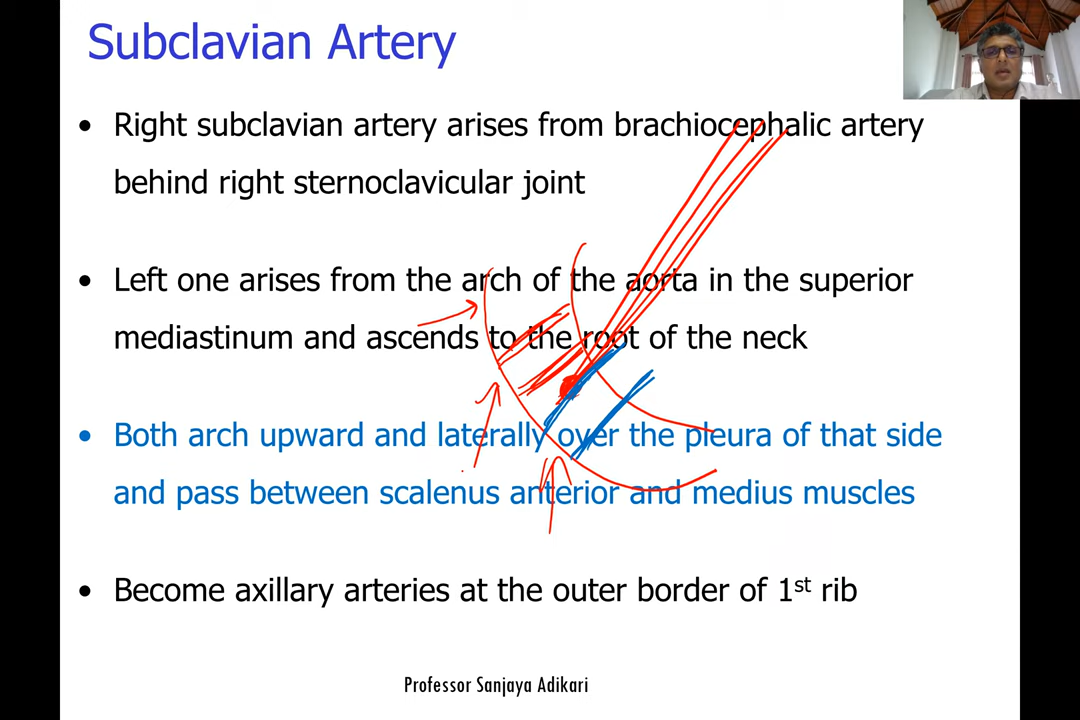 Subclavian Artery
• Right subclavian artery arises from brachiocephalic artery
behind right sternoclavicular joint
• Left one arises from the arch of the aorta in the superior
mediastinum and ascends to the root of the neck
• Both arch upward and laterally over the pleura of that side
and pass between scalenus anterior and medius muscles
• Become axillary arteries at the outer border of 1st rib
Professor Sanjaya Adikari